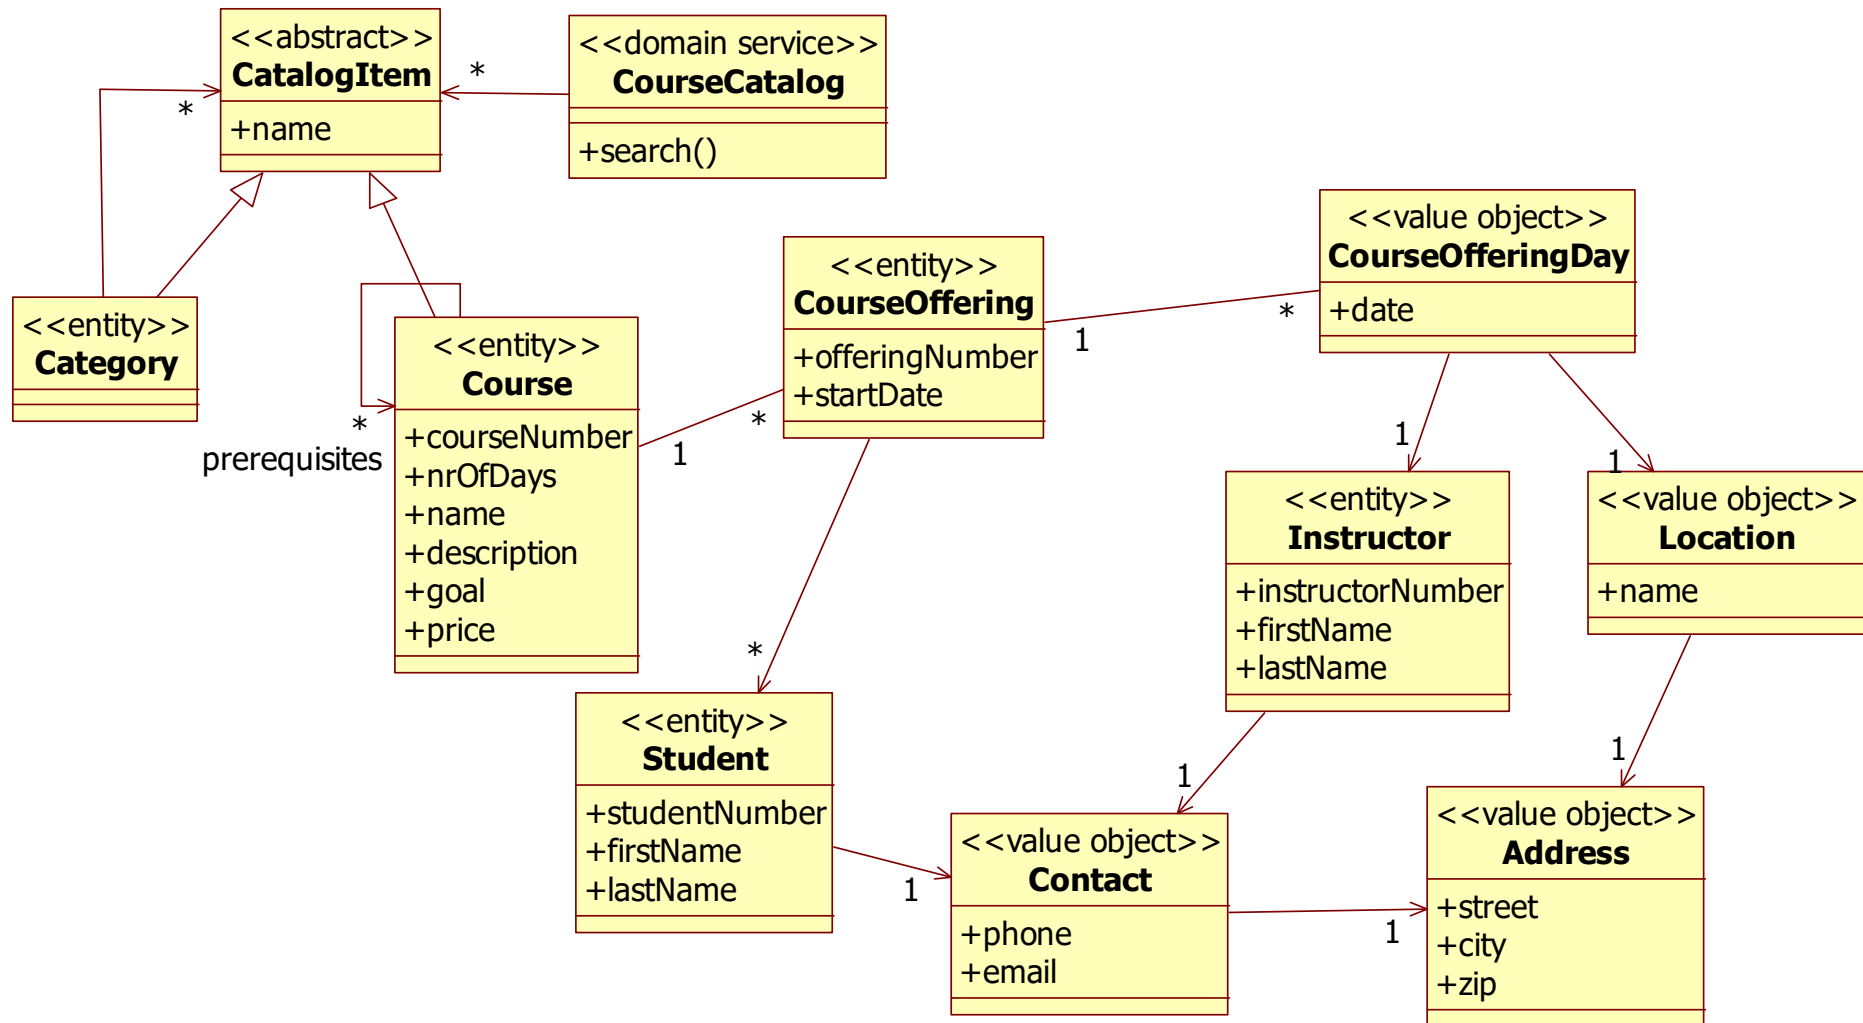 <<abstract>>
CatalogItem
+name
*
*
<<domain service>>
CourseCatalog
+search()
<<entity>>
Category
<<entity>>
Course
+courseNumber
+nrOfDays
+name
+description
+goal
+price
*
prerequisites
1
*
<<entity>>
CourseOffering
+offeringNumber
+startDate
1
*
<<value object>>
CourseOfferingDay
+date
1
1
<<entity>>
Instructor
+instructorNumber
+firstName
+lastName
<<value object>>
Location
+name
*
<<entity>>
Student
+studentNumber
+firstName
+lastName
1
1
<<value object>>
Contact
+phone
+email
1
1
<<value object>>
Address
+street
+city
+zip